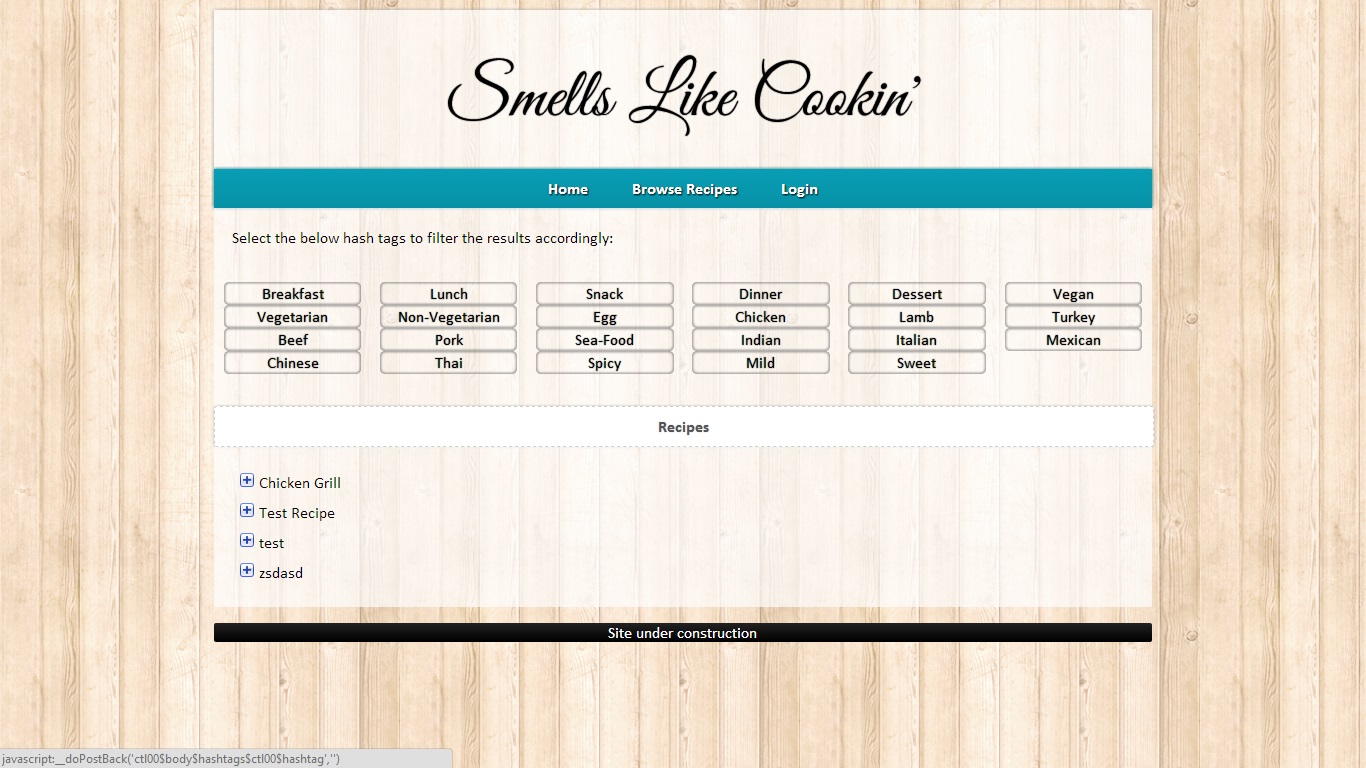 Smells Like Cookin'
Home Browse Recipes Login
Select the below hash tags to filter the results accordingly:
Breakfast Lunch Snack Dinner Dessert Vegan
Vegetarian Non-Vegetarian Egg Chicken Lamb Turkey
Beef Pork Sea-Food Indian Italian Mexican
Chinese Thai Spicy Mild Sweet
Recipes
Chicken Grill
Test Recipe
test
zsdasd
Site under construction
javascript:__doPostBack('ctl00$body$hashtags$ctl00$hashtag','')